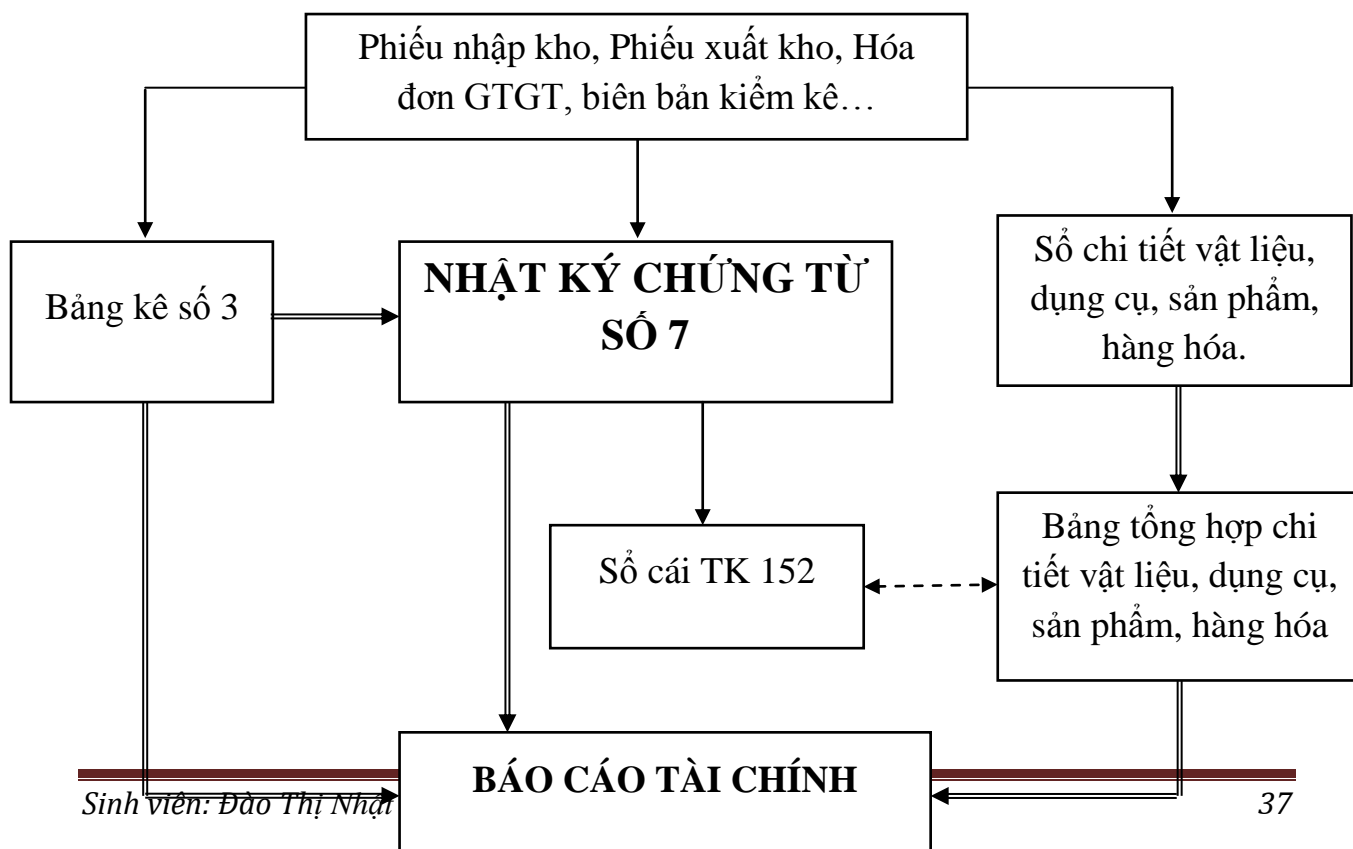 Phiếu nhập kho, Phiếu xuất kho, Hóa
đơn GTGT, biên bản kiểm kê…
Bảng kê số 3
NHẬT KÝ CHỨNG TỪ
SỐ 7
Sổ chi tiết vật liệu,
dụng cụ, sản phẩm,
hàng hóa.
Sổ cái TK 152
Bảng tổng hợp chi
tiết vật liệu, dụng cụ,
sản phẩm, hàng hóa
BÁO CÁO TÀI CHÍNH
Sinh viên: Đào Thị Nhật
37